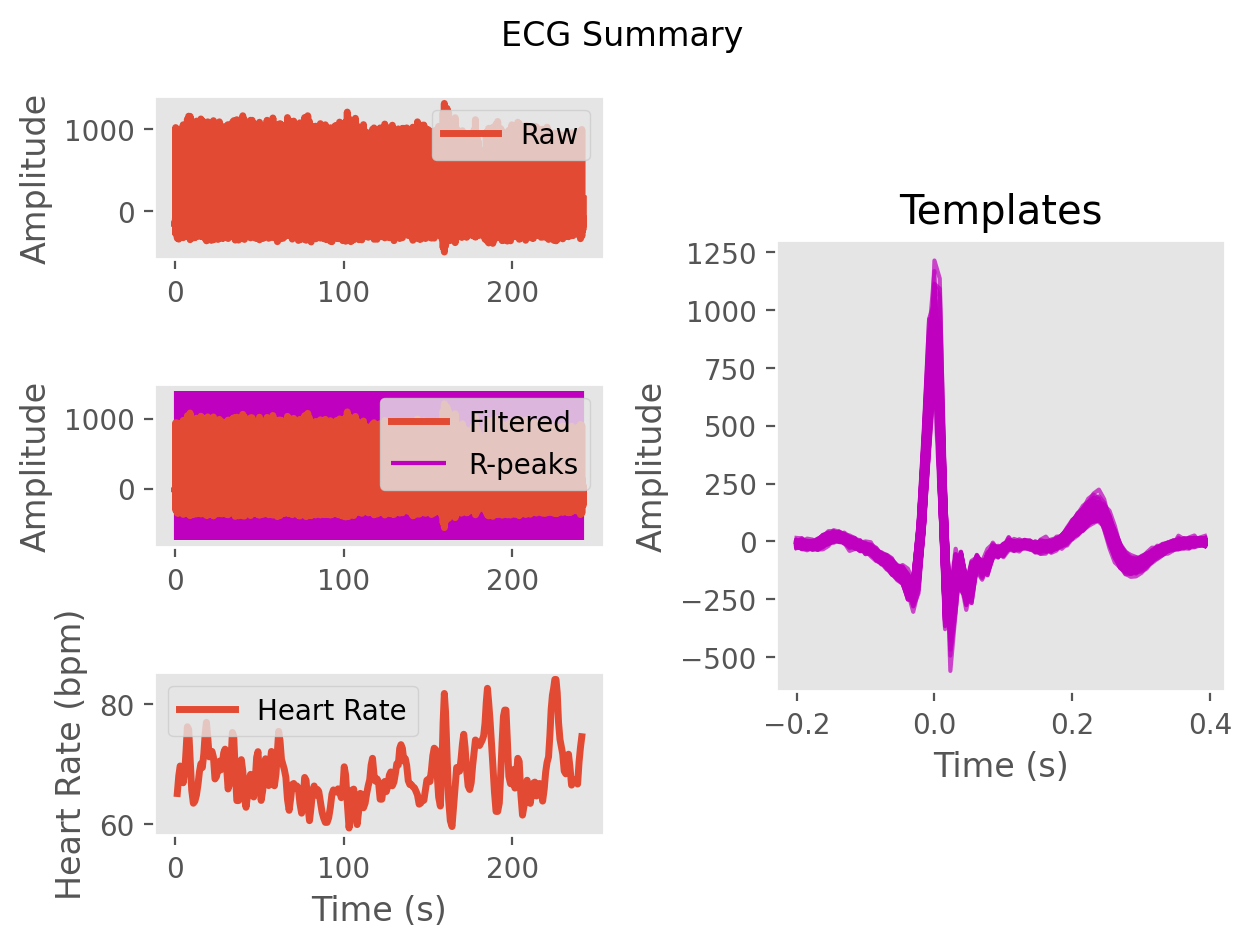 ECG Summary
Amplitude
1000
0
Raw
0 100 200
Amplitude
1000
0
Filtered
R-peaks
0 100 200
Heart Rate (bpm)
80
60
Heart Rate
0 100 200
Time (s)
Templates
Amplitude
1250
1000
750
500
250
0
−250
−500
−0.2 0.0 0.2 0.4
Time (s)